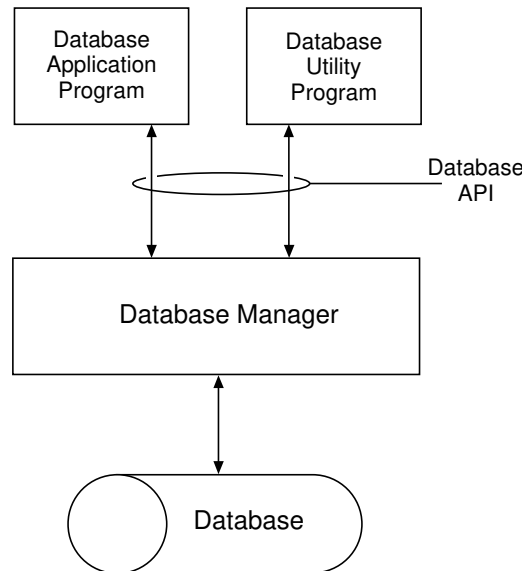 Database
Application
Program
Database
Utility
Program
Database
API
Database Manager
Database